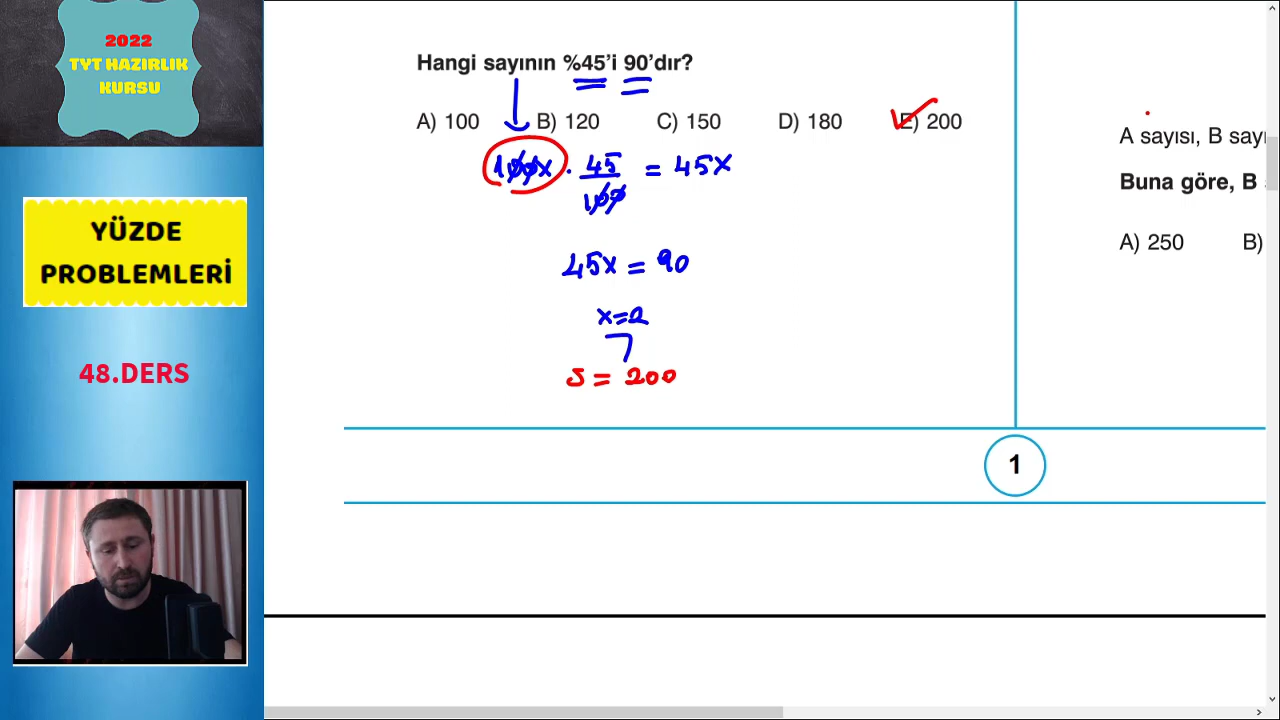 2022
TYT HAZIRLIK
KURSU
YÜZDE
PROBLEMLERİ
48.DERS
Hangi sayının %45'i 90'dır?
A) 100 B) 120 C) 150 D) 180 E) 200
100x . 45/100 = 45x
45x = 90
x=2
S = 200
1
A sayısı, B sayı
Buna göre, B
A) 250 B)